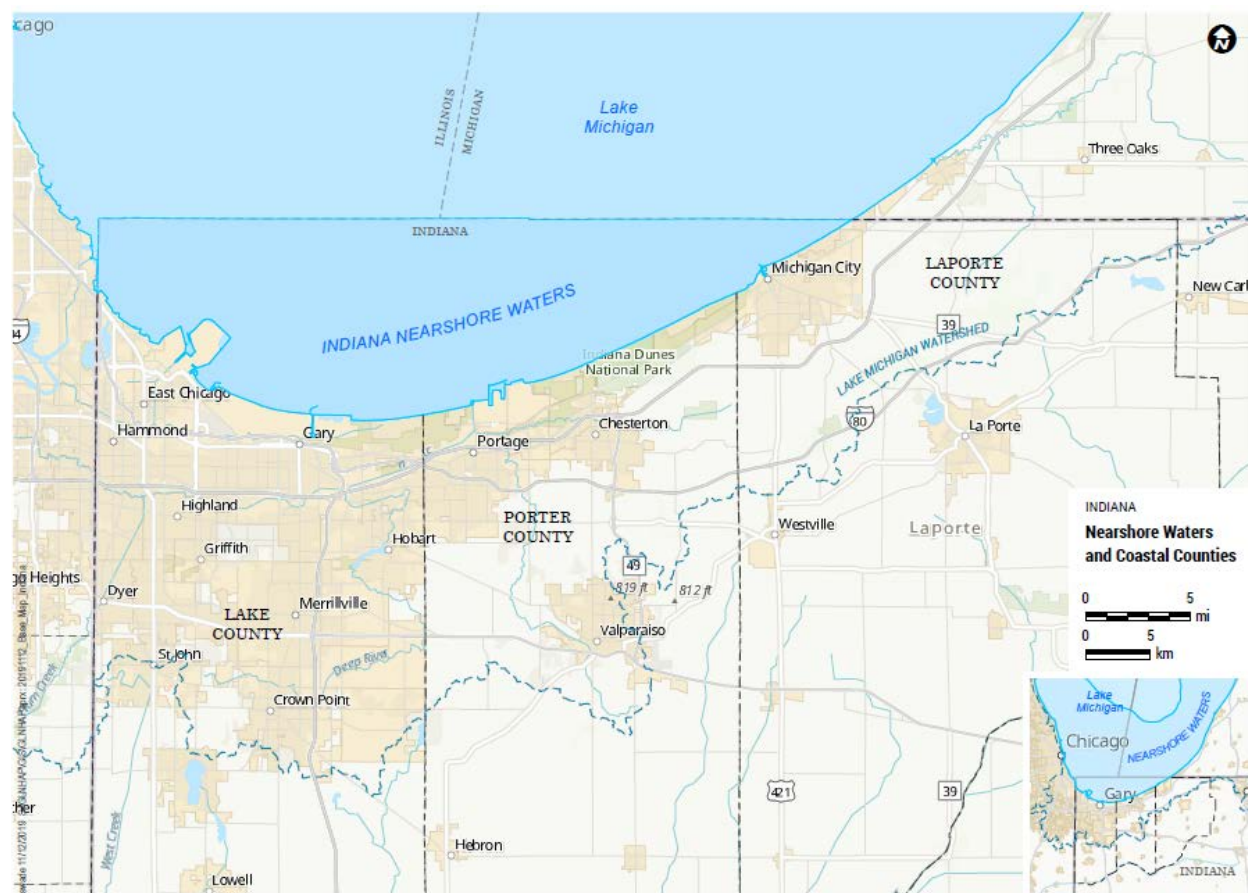 cago
Lake
Michigan
ILLINOIS
MICHIGAN
INDIANA
INDIANA NEARSHORE WATERS
N
Three Oaks
Michigan City
LAPORTE
COUNTY
New Carl
39
LAKE MICHIGAN WATERSHED
Indiana Dunes
National Park
East Chicago
Hammond
Gary
Portage
Chesterton
80
La Porte
Highland
Griffith
Hobart
PORTER
COUNTY
49
819 ft
812 ft
Westville
Laporte
go Heights
Dyer
LAKE
COUNTY
Merrillville
Valparaiso
St John
Deep River
Crown Point
West Creek
Hebron
Lowell
421
39
INDIANA
Nearshore Waters
and Coastal Counties
0 5
mi
0 5
km
Lake
Michigan
Chicago
NEARSHORE WATERS
Gary
INDIANA